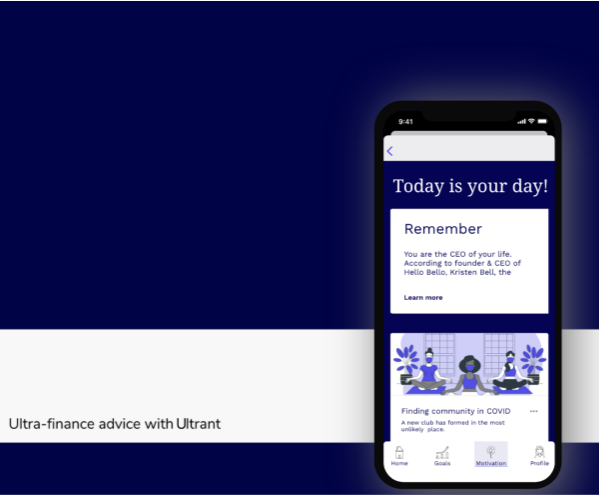 9:41
Today is your day!
Remember
You are the CEO of your life.
According to founder & CEO of
Hello Bello, Kristen Bell, the
Learn more
Finding community in COVID
A new club has formed in the most
unlikely place.
Home Goals Motivation Profile
Ultra-finance advice with Ultrant